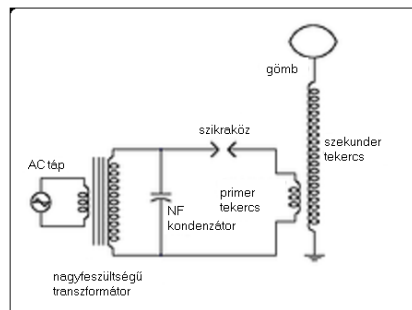 gömb
szikraköz
szekunder
tekercs
AC táp
primer
tekercs
NF
kondenzátor
nagyfeszültségű
transzformátor